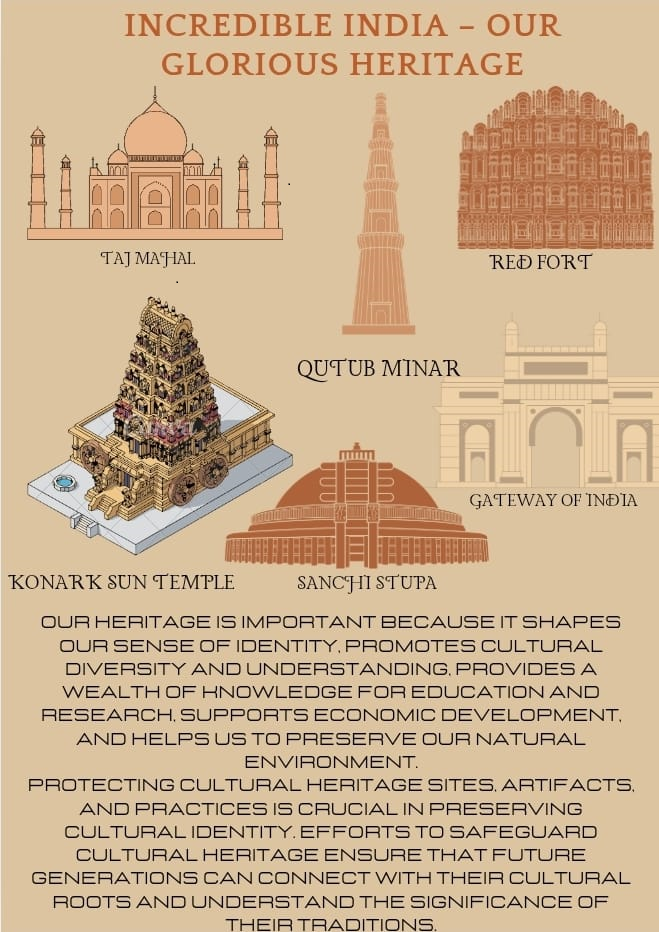 INCREDIBLE INDIA – OUR
GLORIOUS HERITAGE
TAJ MAHAL
RED FORT
QUTUB MINAR
GATEWAY OF INDIA
KONARK SUN TEMPLE
SANCHI STUPA
OUR HERITAGE IS IMPORTANT BECAUSE IT SHAPES
OUR SENSE OF IDENTITY, PROMOTES CULTURAL
DIVERSITY AND UNDERSTANDING, PROVIDES A
WEALTH OF KNOWLEDGE FOR EDUCATION AND
RESEARCH, SUPPORTS ECONOMIC DEVELOPMENT,
AND HELPS US TO PRESERVE OUR NATURAL
ENVIRONMENT.
PROTECTING CULTURAL HERITAGE SITES, ARTIFACTS,
AND PRACTICES IS CRUCIAL IN PRESERVING
CULTURAL IDENTITY. EFFORTS TO SAFEGUARD
CULTURAL HERITAGE ENSURE THAT FUTURE
GENERATIONS CAN CONNECT WITH THEIR CULTURAL
ROOTS AND UNDERSTAND THE SIGNIFICANCE OF
THEIR TRADITIONS.